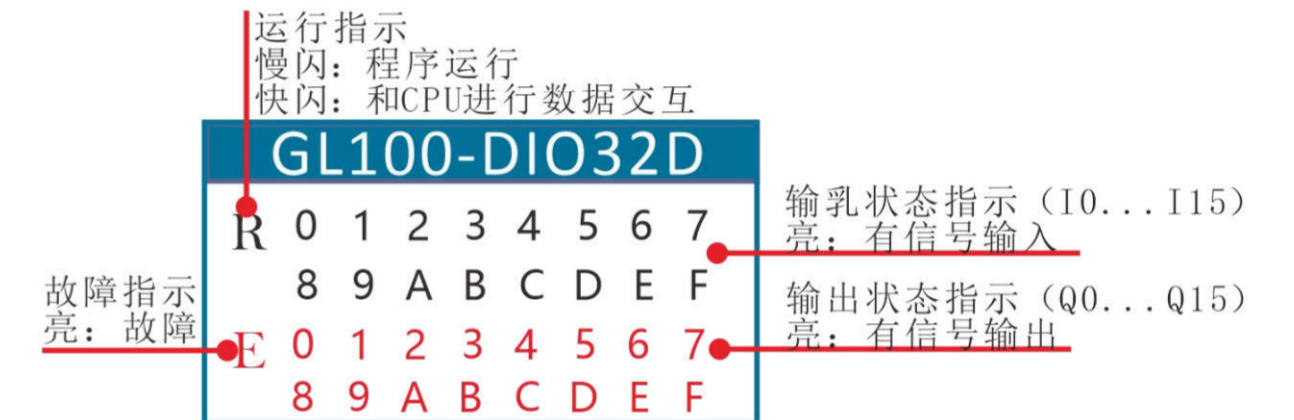 运行指示
慢闪：程序运行
快闪：和CPU进行数据交互
GL100-DIO32D
R 0 1 2 3 4 5 6 7
8 9 A B C D E F
输乳状态指示（I0...I15）
亮：有信号输入
故障指示
亮：故障
E 0 1 2 3 4 5 6 7
8 9 A B C D E F
输出状态指示（Q0...Q15）
亮：有信号输出